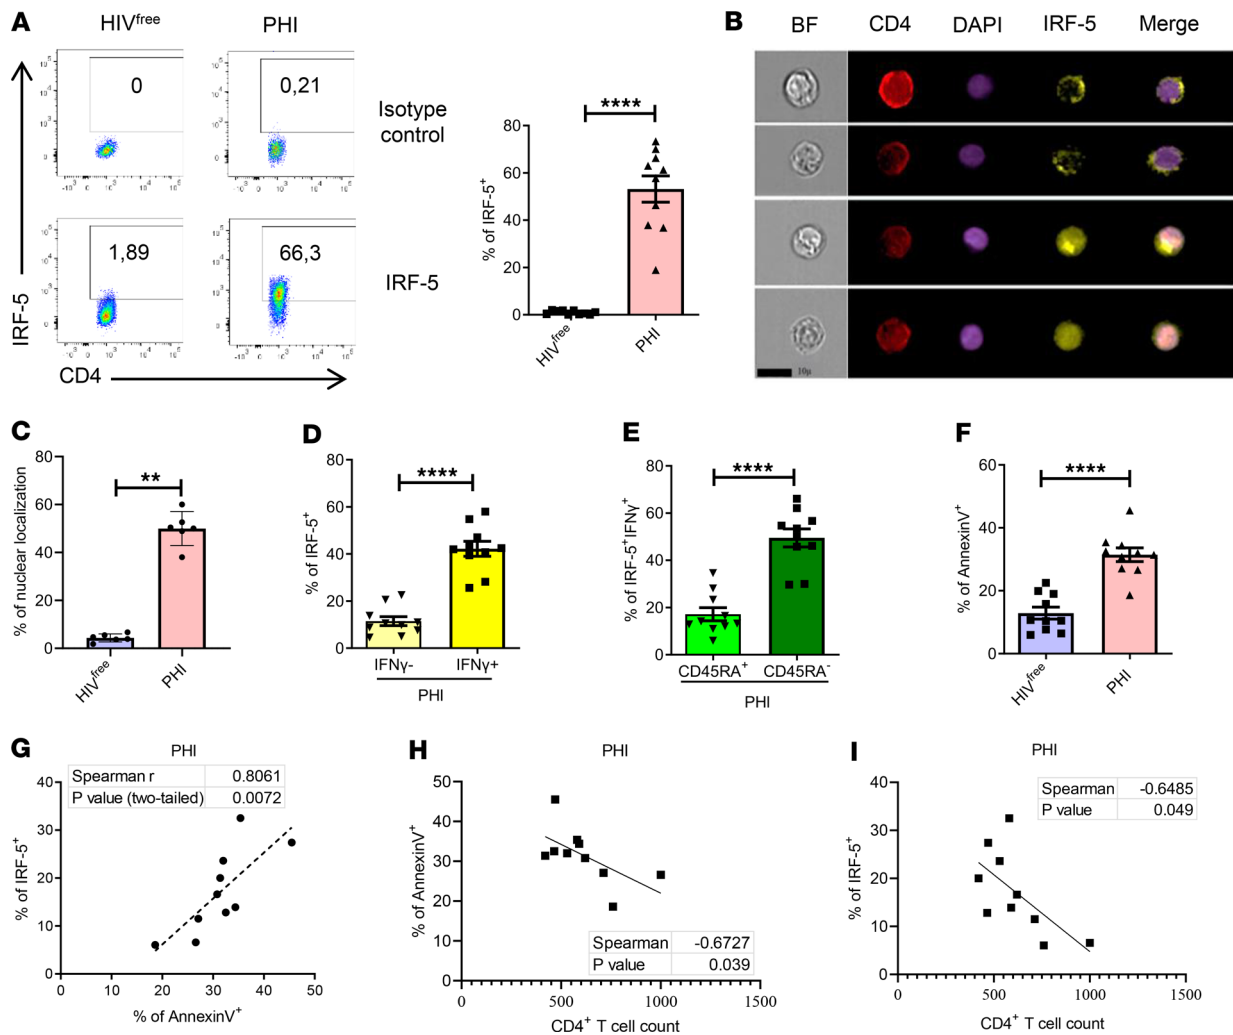 A
HIVfree
PHI
0
0,21
Isotype
control
1,89
66,3
IRF-5
IRF-5
CD4
% of IRF-5+
80
60
40
20
0
****
HIVfree
PHI
B
BF
CD4
DAPI
IRF-5
Merge
10μ
C
% of nuclear localization
80
60
40
20
0
**
HIVfree
PHI
D
% of IRF-5+
80
60
40
20
0
****
IFNγ-
IFNγ+
PHI
E
% of IRF-5+IFNγ+
80
60
40
20
0
****
CD45RA+
CD45RA-
PHI
F
% of AnnexinV+
60
40
20
0
****
HIVfree
PHI
G
PHI
Spearman r 0.8061
P value (two-tailed) 0.0072
% of IRF-5+
40
30
20
10
0
0 10 20 30 40 50
% of AnnexinV+
H
PHI
% of AnnexinV+
50
40
30
20
10
0
Spearman -0.6727
P value 0.039
0 500 1000 1500
CD4+ T cell count
I
PHI
Spearman -0.6485
P value 0.049
% of IRF-5+
40
30
20
10
0
0 500 1000 1500
CD4+ T cell count